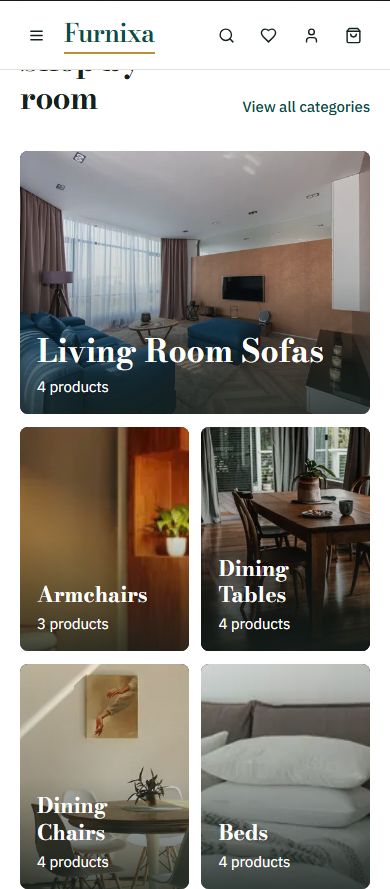 Furnixa
room
View all categories
Living Room Sofas
4 products
Armchairs
3 products
Dining
Tables
4 products
Dining
Chairs
4 products
Beds
4 products